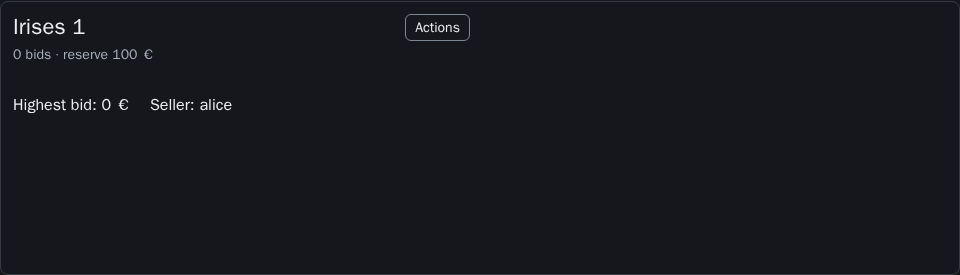 Irises 1
Actions
0 bids · reserve 100 €
Highest bid: 0 € Seller: alice